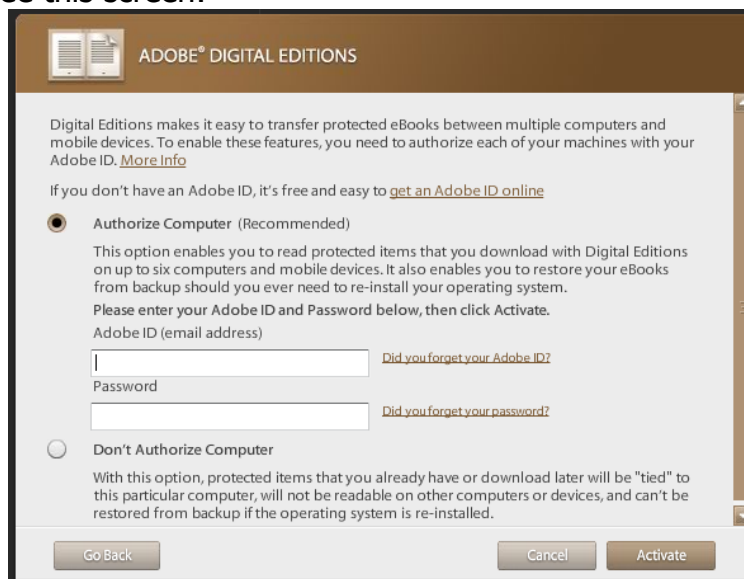 this screen:
ADOBE® DIGITAL EDITIONS
Digital Editions makes it easy to transfer protected eBooks between multiple computers and
mobile devices. To enable these features, you need to authorize each of your machines with your
Adobe ID. More Info
If you don't have an Adobe ID, it's free and easy to get an Adobe ID online
Authorize Computer (Recommended)
This option enables you to read protected items that you download with Digital Editions
on up to six computers and mobile devices. It also enables you to restore your eBooks
from backup should you ever need to re-install your operating system.
Please enter your Adobe ID and Password below, then click Activate.
Adobe ID (email address)
Did you forget your Adobe ID?
Password
Did you forget your password?
Don't Authorize Computer
With this option, protected items that you already have or download later will be "tied" to
this particular computer, will not be readable on other computers or devices, and can't be
restored from backup if the operating system is re-installed.
Go Back Cancel Activate